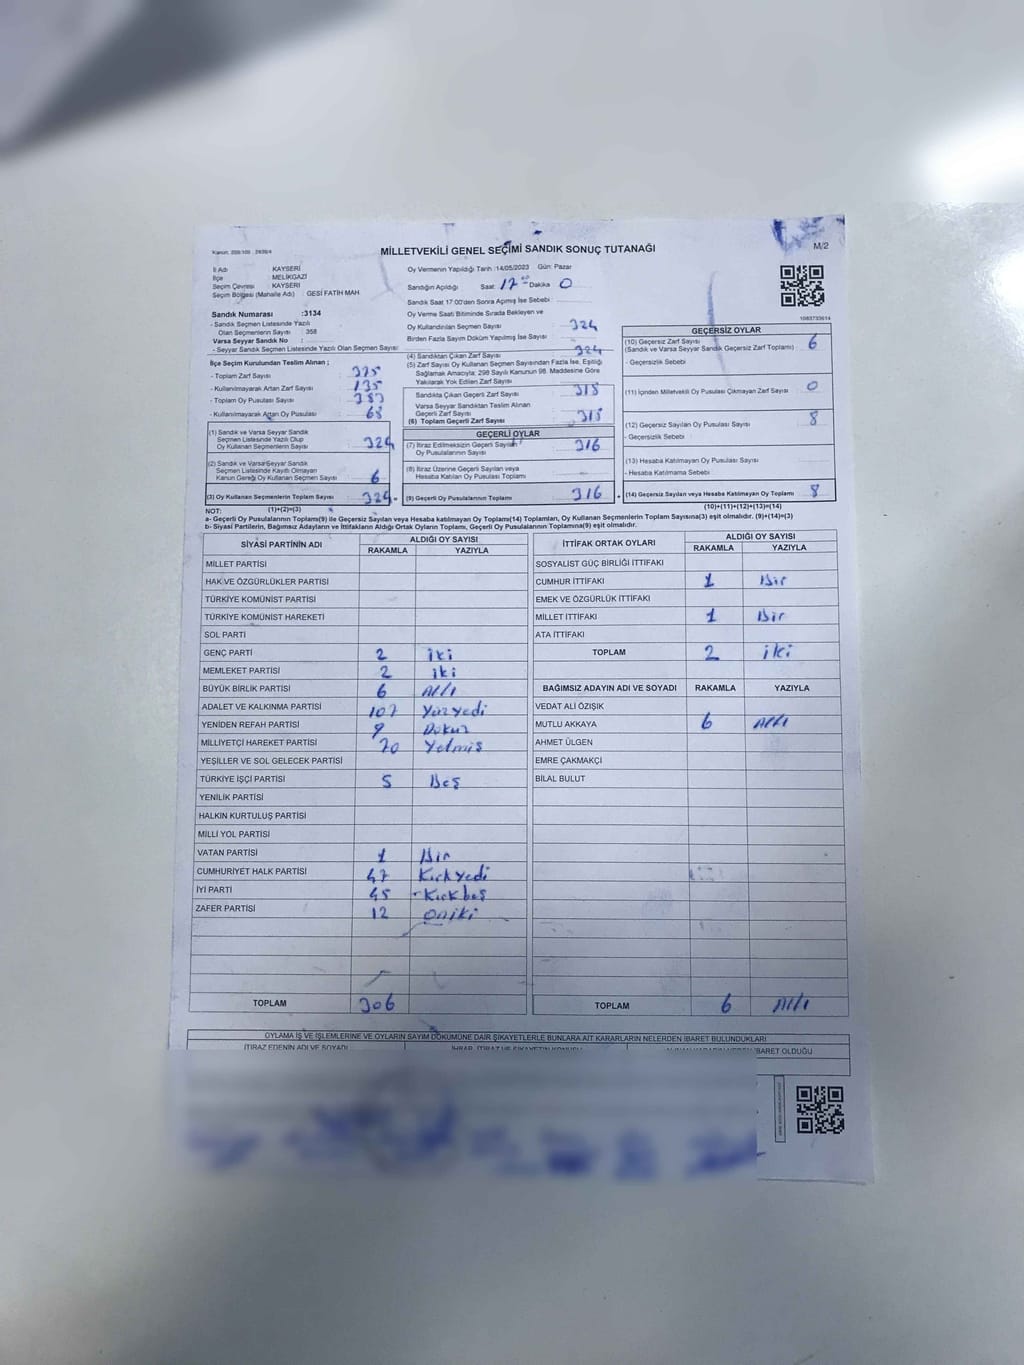 Kanun: 298/105 - 2839/4
MİLLETVEKİLİ GENEL SEÇİMİ SANDIK SONUÇ TUTANAĞI
M/2
İl Adı KAYSERİ
İlçe MELİKGAZİ
Seçim Çevresi KAYSERİ
Seçim Bölgesi (Mahalle Adı) : GESİ FATİH MAH.
Oy Vermenin Yapıldığı Tarih :14/05/2023 Gün: Pazar
Sandığın Açıldığı Saat 17 Dakika 0
Sandık Saat 17:00'den Sonra Açılmış İse Sebebi
Sandık Numarası :3134
- Sandık Seçmen Listesinde Yazılı
Olan Seçmenlerin Sayısı : 358
Varsa Seyyar Sandık No :
- Seyyar Sandık Listesinde Yazılı Olan Seçmen Sayısı
Oy Verme Saati Bitiminde Sırada Bekleyen ve
Oy Kullandırılan Seçmen Sayısı 324
Birden Fazla Sayım Döküm Yapılmış İse Sayısı
1083733614
İlçe Seçim Kurulundan Teslim Alınan ;
- Toplam Zarf Sayısı : 375
- Kullanılmayarak Artan Zarf Sayısı : 135
- Toplam Oy Pusulası Sayısı : 383
- Kullanılmayarak Artan Oy Pusulası : 68
(1) Sandık ve Varsa Seyyar Sandık
Seçmen Listesinde Yazılı Olup
Oy Kullanan Seçmenlerin Sayısı 324
(2) Sandık ve Varsa Seyyar Sandık
Seçmen Listesinde Kayıtlı Olmayan
Kanun Gereği Oy Kullanan Seçmen Sayısı 6
(3) Oy Kullanan Seçmenlerin Toplam Sayısı 324
(1)+(2)=(3)
(4) Sandıktan Çıkan Zarf Sayısı 324
(5) Zarf Sayısı Oy Kullanan Seçmen Sayısından Fazla İse, Eşitliği
Sağlamak Amacıyla; 298 Sayılı Kanunun 98. Maddesine Göre
Yakılarak Yok Edilen Zarf Sayısı
Sandıkta Çıkan Geçerli Zarf Sayısı 318
Varsa Seyyar Sandıktan Teslim Alınan
Geçerli Zarf Sayısı
(6) Toplam Geçerli Zarf Sayısı 318
GEÇERLİ OYLAR
(7) İtiraz Edilmeksizin Geçerli Sayılan
Oy Pusulalarının Sayısı 316
(8) İtiraz Üzerine Geçerli Sayılan veya
Hesaba Katılan Oy Pusulalarının Toplamı
(9) Geçerli Oy Pusulalarının Toplamı 316
GEÇERSİZ OYLAR
(10) Geçersiz Zarf Sayısı
(Sandık ve Varsa Seyyar Sandık Geçersiz Zarf Toplamı) : 6
- Geçersizlik Sebebi
(11) İçinden Milletvekili Oy Pusulası Çıkmayan Zarf Sayısı 0
(12) Geçersiz Sayılan Oy Pusulası Sayısı 8
- Geçersizlik Sebebi
(13) Hesaba Katılmayan Oy Pusulası Sayısı
- Hesaba Katılmama Sebebi
(14) Geçersiz Sayılan veya Hesaba Katılmayan Oy Toplamı 8
(10)+(11)+(12)+(13)=(14)
NOT:
a- Geçerli Oy Pusulalarının Toplamı(9) ile Geçersiz Sayılan veya Hesaba katılmayan Oy Toplamı(14) Toplamları, Oy Kullanan Seçmenlerin Toplam Sayısına(3) eşit olmalıdır. (9)+(14)=(3)
b- Siyasi Partilerin, Bağımsız Adayların ve İttifakların Aldığı Ortak Oyların Toplamı, Geçerli Oy Pusulalarının Toplamına(9) eşit olmalıdır.
SİYASİ PARTİNİN ADI ALDIĞI OY SAYISI
RAKAMLA YAZIYLA
MİLLET PARTİSİ
HAK VE ÖZGÜRLÜKLER PARTİSİ
TÜRKİYE KOMÜNİST PARTİSİ
TÜRKİYE KOMÜNİST HAREKETİ
SOL PARTİ
GENÇ PARTİ 2 iki
MEMLEKET PARTİSİ 2 iki
BÜYÜK BİRLİK PARTİSİ 6 Altı
ADALET VE KALKINMA PARTİSİ 107 Yüzyedi
YENİDEN REFAH PARTİSİ 9 Dokuz
MİLLİYETÇİ HAREKET PARTİSİ 70 Yetmiş
YEŞİLLER VE SOL GELECEK PARTİSİ
TÜRKİYE İŞÇİ PARTİSİ 5 Beş
YENİLİK PARTİSİ
HALKIN KURTULUŞ PARTİSİ
MİLLİ YOL PARTİSİ
VATAN PARTİSİ 1 Bir
CUMHURİYET HALK PARTİSİ 47 Kırkyedi
İYİ PARTİ 45 Kırkbeş
ZAFER PARTİSİ 12 oniki
TOPLAM 306
İTTİFAK ORTAK OYLARI ALDIĞI OY SAYISI
RAKAMLA YAZIYLA
SOSYALİST GÜÇ BİRLİĞİ İTTİFAKI
CUMHUR İTTİFAKI 1 Bir
EMEK VE ÖZGÜRLÜK İTTİFAKI
MİLLET İTTİFAKI 1 Bir
ATA İTTİFAKI
TOPLAM 2 iki
BAĞIMSIZ ADAYIN ADI VE SOYADI RAKAMLA YAZIYLA
VEDAT ALİ ÖZIŞIK
MUTLU AKKAYA 6 Altı
AHMET ÜLGEN
EMRE ÇAKMAKÇİ
BİLAL BULUT
TOPLAM 6 Altı
OYLAMA İŞ VE İŞLEMLERİNE VE OYLARIN SAYIM DÖKÜMÜNE DAİR ŞİKAYETLERLE BUNLARA AİT KARARLARIN NELERDEN İBARET BULUNDUKLARI
İTİRAZ EDENİN ADI VE SOYADI
İBARET OLDUĞU